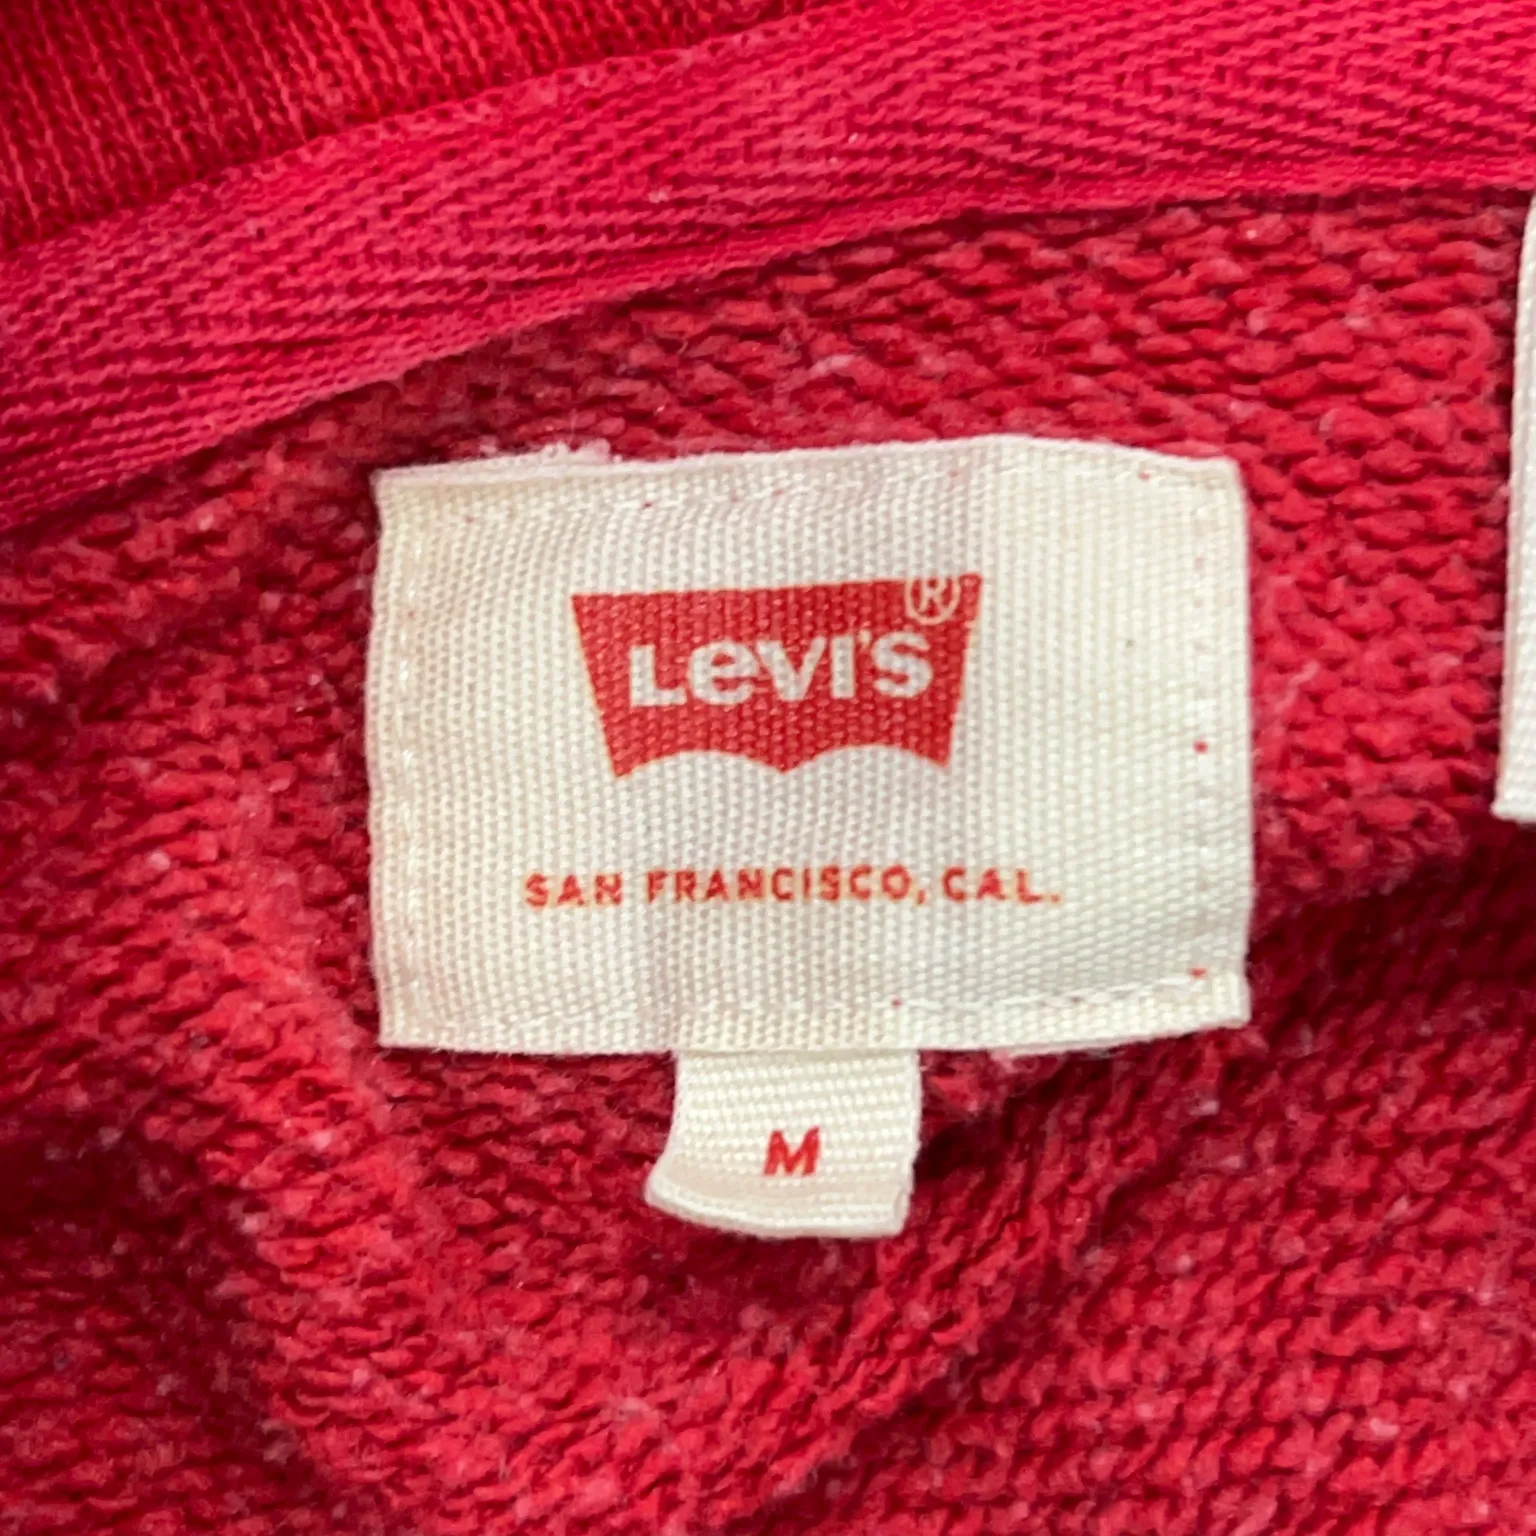 Levi's®
SAN FRANCISCO, CAL.
M